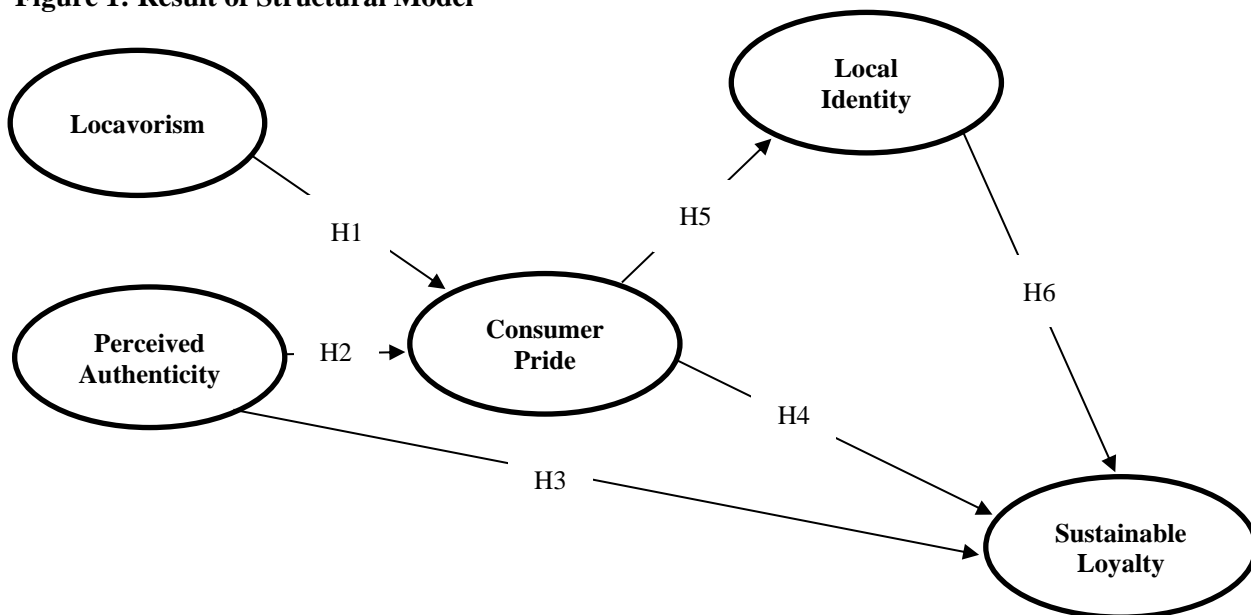 Figure 1: Result of Structural Model
Local
Identity
Locavorism
H5
H1
H6
Perceived
Authenticity
H2
Consumer
Pride
H4
H3
Sustainable
Loyalty